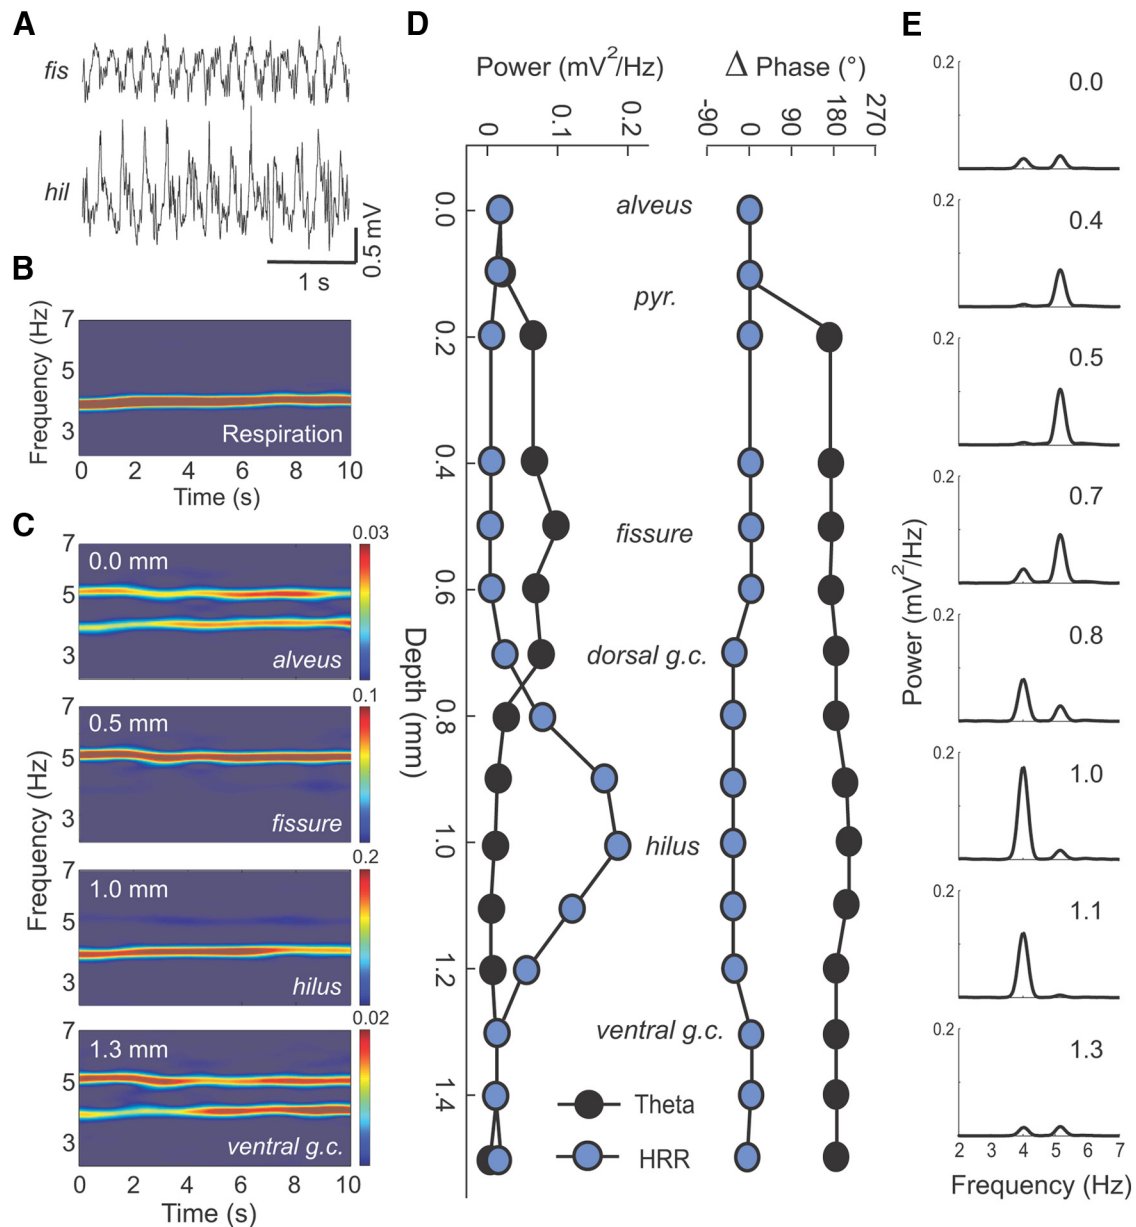 A
fis
hil
0.5 mV
1 s
B
Frequency (Hz)
7
5
3
Respiration
0 2 4 6 8 10
Time (s)
C
Frequency (Hz)
7
5
3
0.0 mm
alveus
0.03
7
5
3
0.5 mm
fissure
0.1
7
5
3
1.0 mm
hilus
0.2
7
5
3
1.3 mm
ventral g.c.
0.02
0 2 4 6 8 10
Time (s)
D
Power (mV2/Hz)
0 0.1 0.2
Δ Phase (°)
-90 0 90 180 270
Depth (mm)
0.0
0.2
0.4
0.6
0.8
1.0
1.2
1.4
alveus
pyr.
fissure
dorsal g.c.
hilus
ventral g.c.
Theta
HRR
E
Power (mV2/Hz)
0.2
0.0
0.2
0.4
0.2
0.5
0.2
0.7
0.2
0.8
0.2
1.0
0.2
1.1
0.2
1.3
2 3 4 5 6 7
Frequency (Hz)